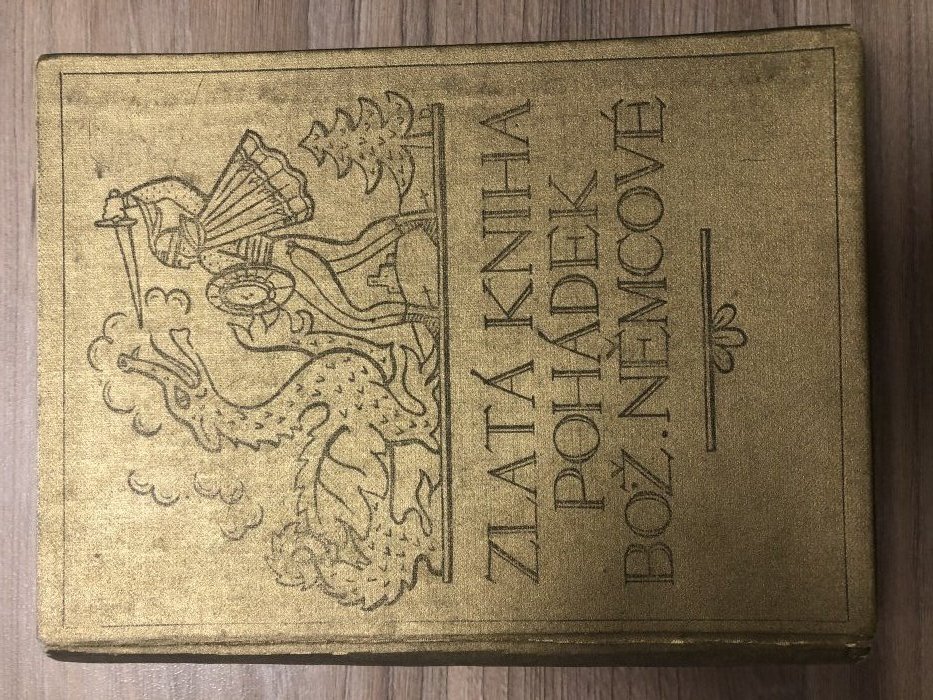 ZLATÁ KNIHA
POHÁDEK
BOŽ. NĚMCOVÉ